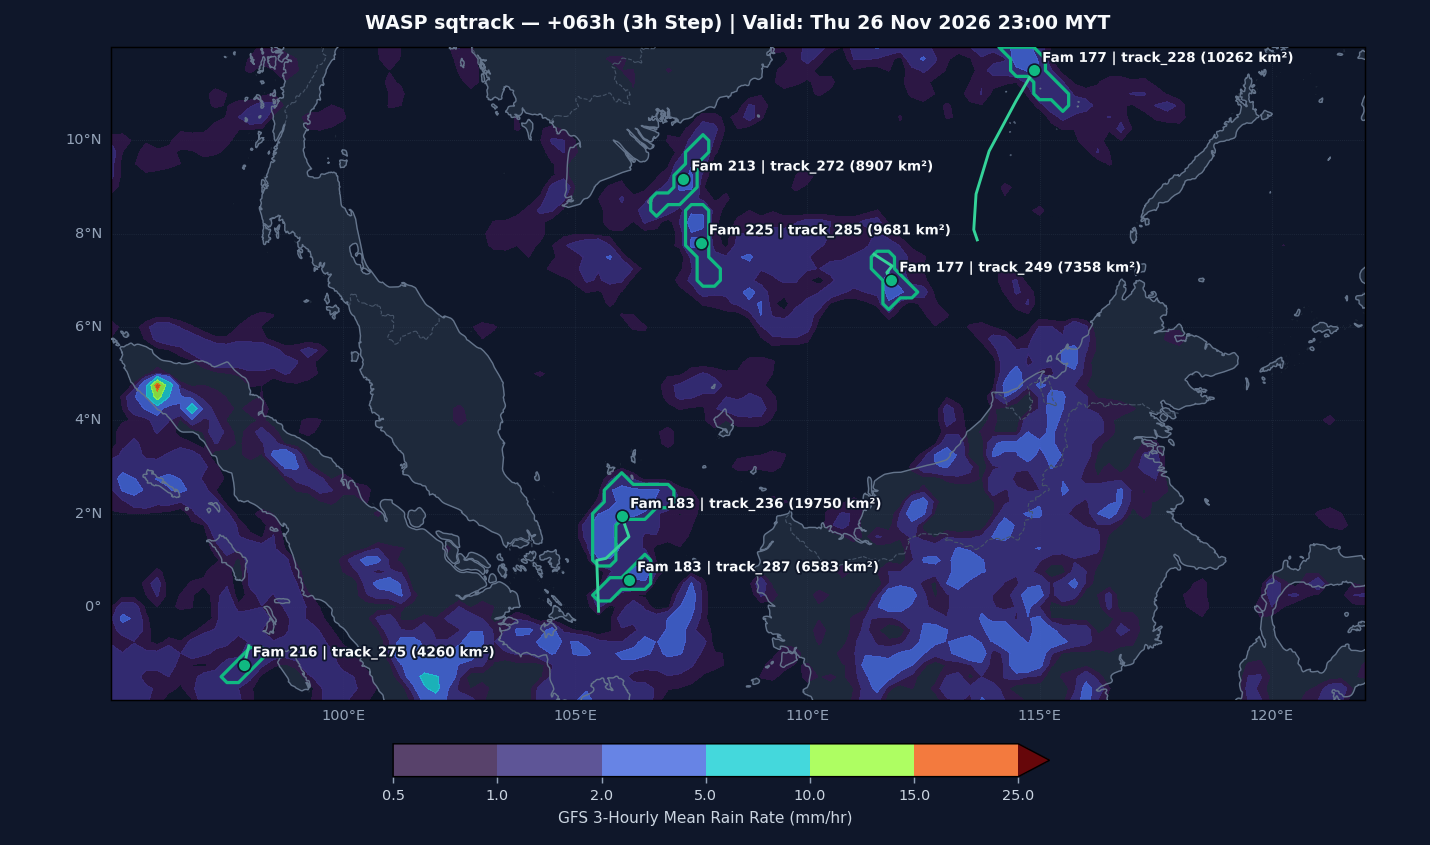 WASP sqtrack — +063h (3h Step) | Valid: Thu 26 Nov 2026 23:00 MYT
Fam 177 | track_228 (10262 km²)
10°N
Fam 213 | track_272 (8907 km²)
8°N
Fam 225 | track_285 (9681 km²)
Fam 177 | track_249 (7358 km²)
6°N
4°N
2°N
Fam 183 | track_236 (19750 km²)
Fam 183 | track_287 (6583 km²)
0°
Fam 216 | track_275 (4260 km²)
100°E 105°E 110°E 115°E 120°E
0.5 1.0 2.0 5.0 10.0 15.0 25.0
GFS 3-Hourly Mean Rain Rate (mm/hr)